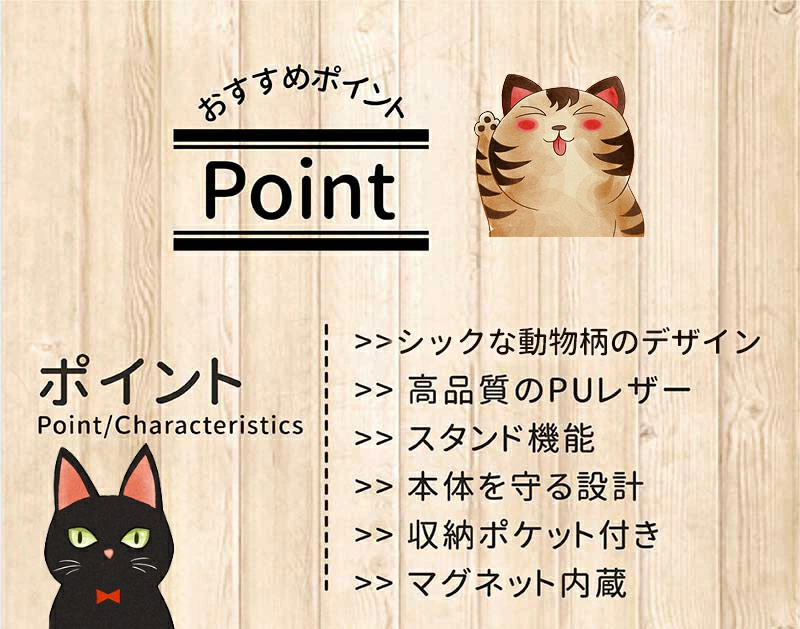 おすすめポイント
Point
ポイント
Point/Characteristics
>>シックな動物柄のデザイン
>> 高品質のPUレザー
>> スタンド機能
>> 本体を守る設計
>> 収納ポケット付き
>> マグネット内蔵